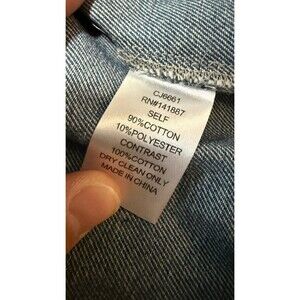 CJ6661
RN#141887
SELF
90%COTTON
10%POLYESTER
CONTRAST
100%COTTON
DRY CLEAN ONLY
MADE IN CHINA